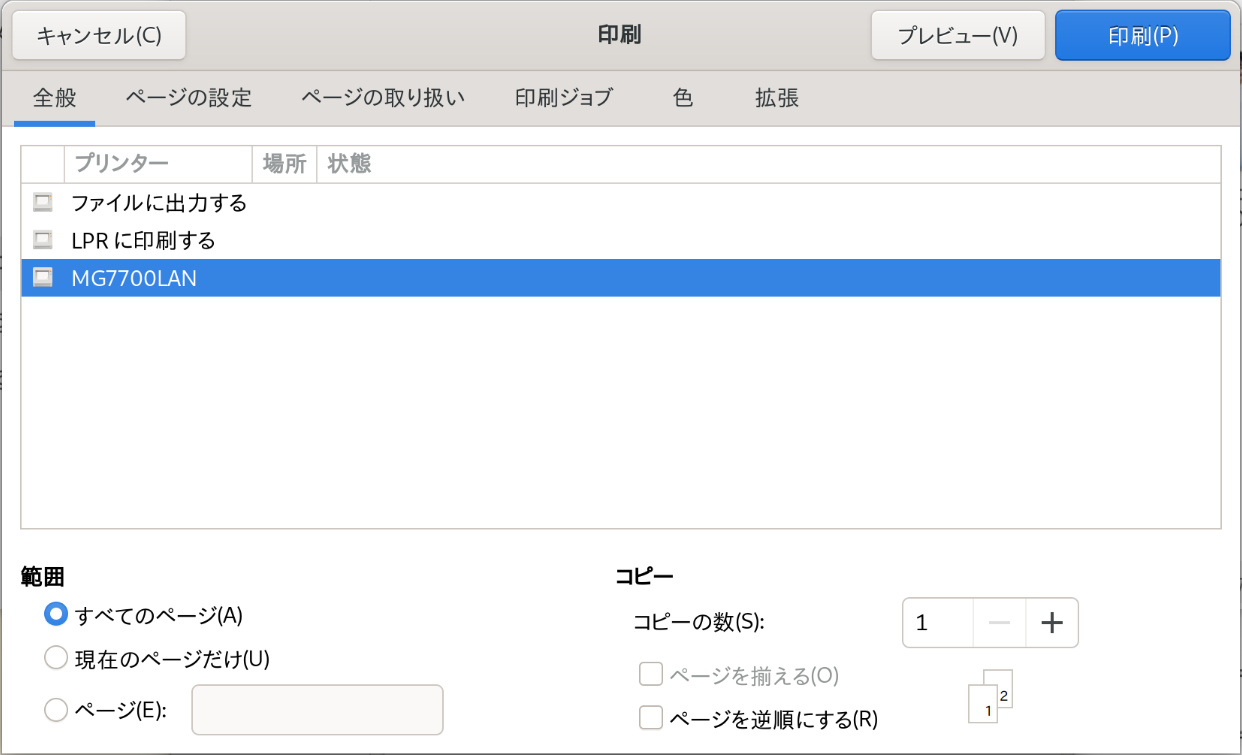 キャンセル(C) 印刷 プレビュー(V) 印刷(P)
全般 ページの設定 ページの取り扱い 印刷ジョブ 色 拡張
プリンター 場所 状態
ファイルに出力する
LPR に印刷する
MG7700LAN
範囲
すべてのページ(A)
現在のページだけ(U)
ページ(E):
コピー
コピーの数(S): 1
ページを揃える(O)
ページを逆順にする(R)
2
1